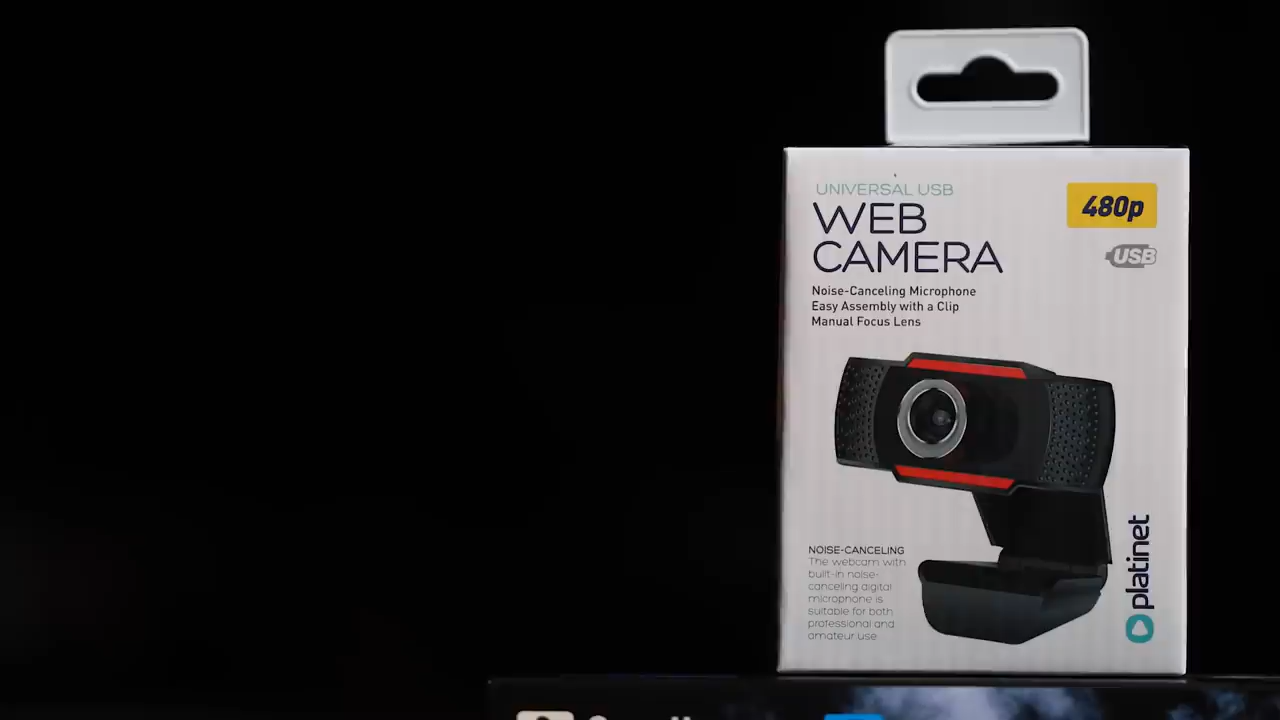 UNIVERSAL USB
WEB
CAMERA
480p
USB
Noise-Canceling Microphone
Easy Assembly with a Clip
Manual Focus Lens
NOISE-CANCELING
The webcam with
built-in noise-
canceling digital
microphone is
suitable for both
professional and
amateur use
platinet